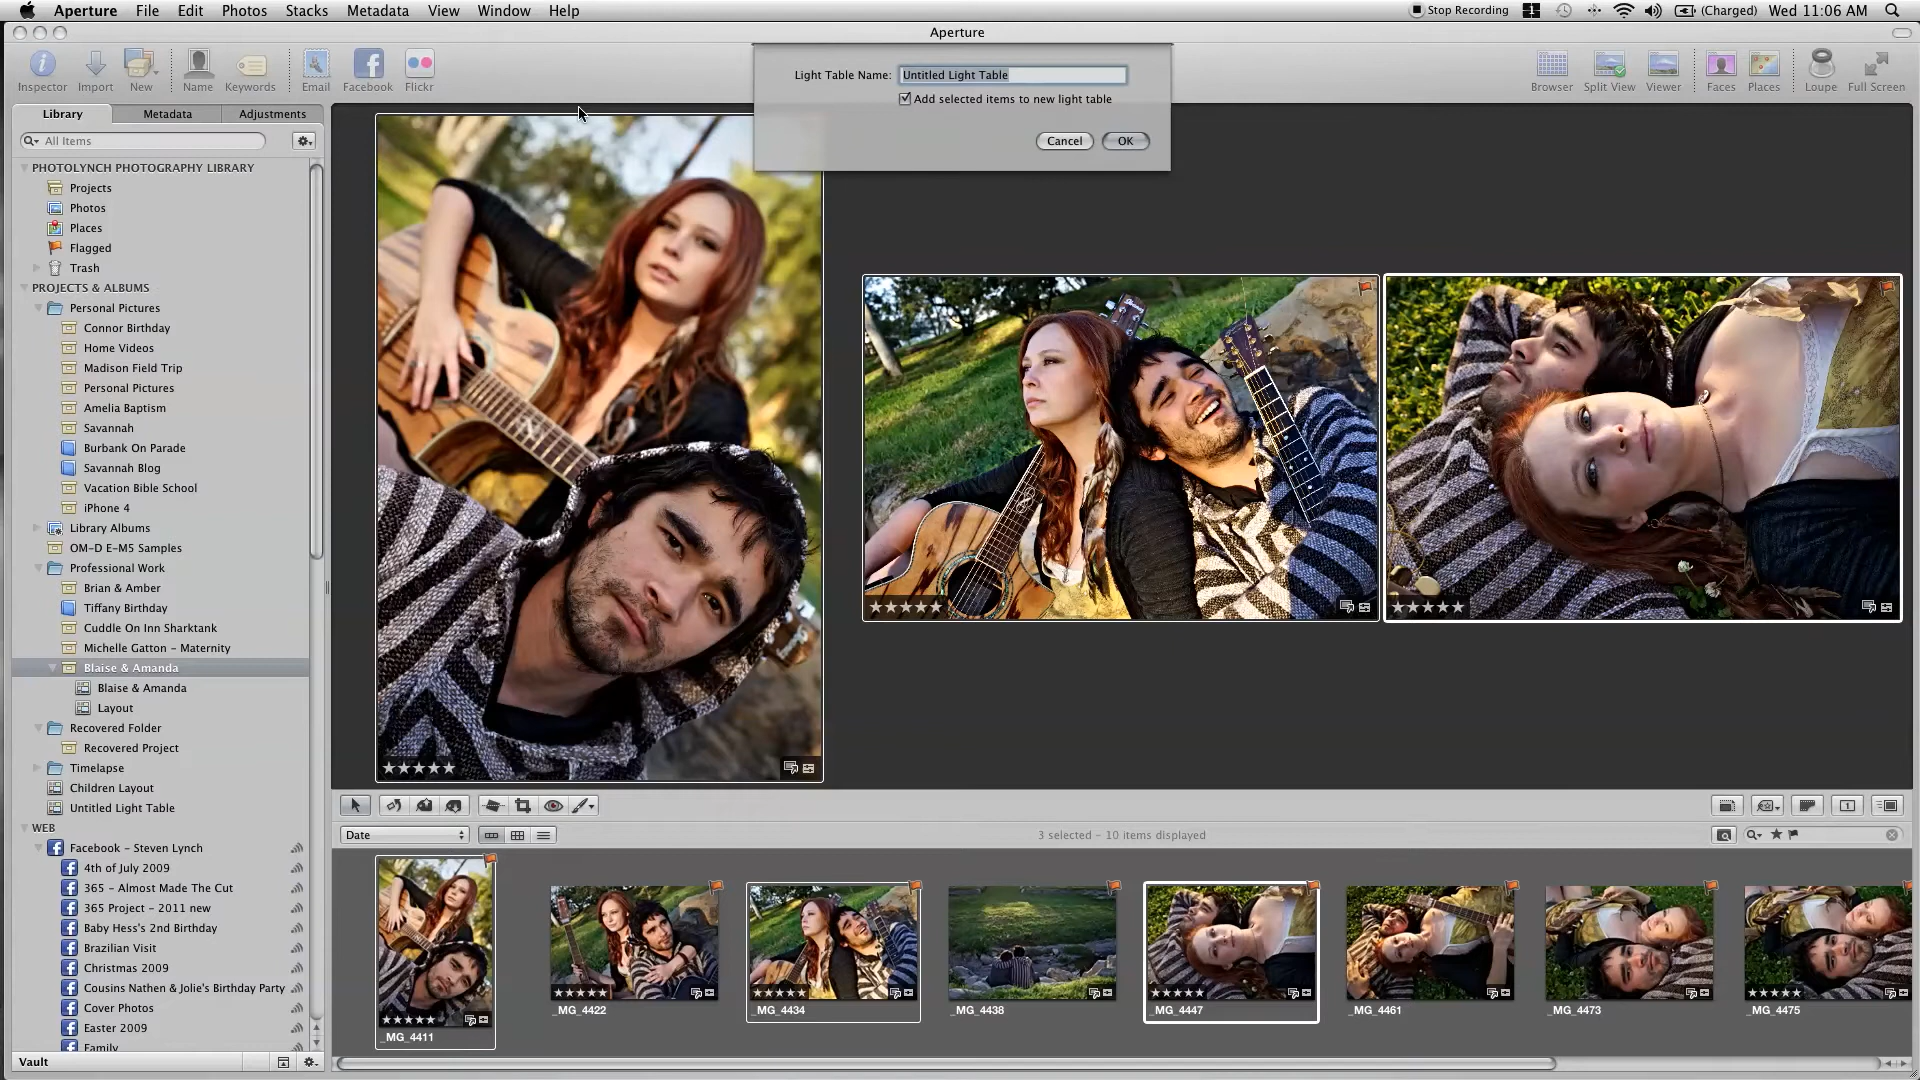 Aperture File Edit Photos Stacks Metadata View Window Help
Stop Recording 1 (Charged) Wed 11:06 AM
Aperture
Inspector Import New Name Keywords Email Facebook Flickr
Browser Split View Viewer Faces Places Loupe Full Screen
Light Table Name: Untitled Light Table
Add selected items to new light table
Cancel OK
Library Metadata Adjustments
All Items
PHOTOLYNCH PHOTOGRAPHY LIBRARY
Projects
Photos
Places
Flagged
Trash
PROJECTS & ALBUMS
Personal Pictures
Connor Birthday
Home Videos
Madison Field Trip
Personal Pictures
Amelia Baptism
Savannah
Burbank On Parade
Savannah Blog
Vacation Bible School
iPhone 4
Library Albums
OM-D E-M5 Samples
Professional Work
Brian & Amber
Tiffany Birthday
Cuddle On Inn Sharktank
Michelle Gatton - Maternity
Blaise & Amanda
Blaise & Amanda
Layout
Recovered Folder
Recovered Project
Timelapse
Children Layout
Untitled Light Table
WEB
Facebook - Steven Lynch
4th of July 2009
365 - Almost Made The Cut
365 Project - 2011 new
Baby Hess's 2nd Birthday
Brazilian Visit
Christmas 2009
Cousins Nathen & Jolie's Birthday Party
Cover Photos
Easter 2009
Family
Vault
Date
3 selected - 10 items displayed
_MG_4411
_MG_4422
_MG_4434
_MG_4438
_MG_4447
_MG_4461
_MG_4473
_MG_4475